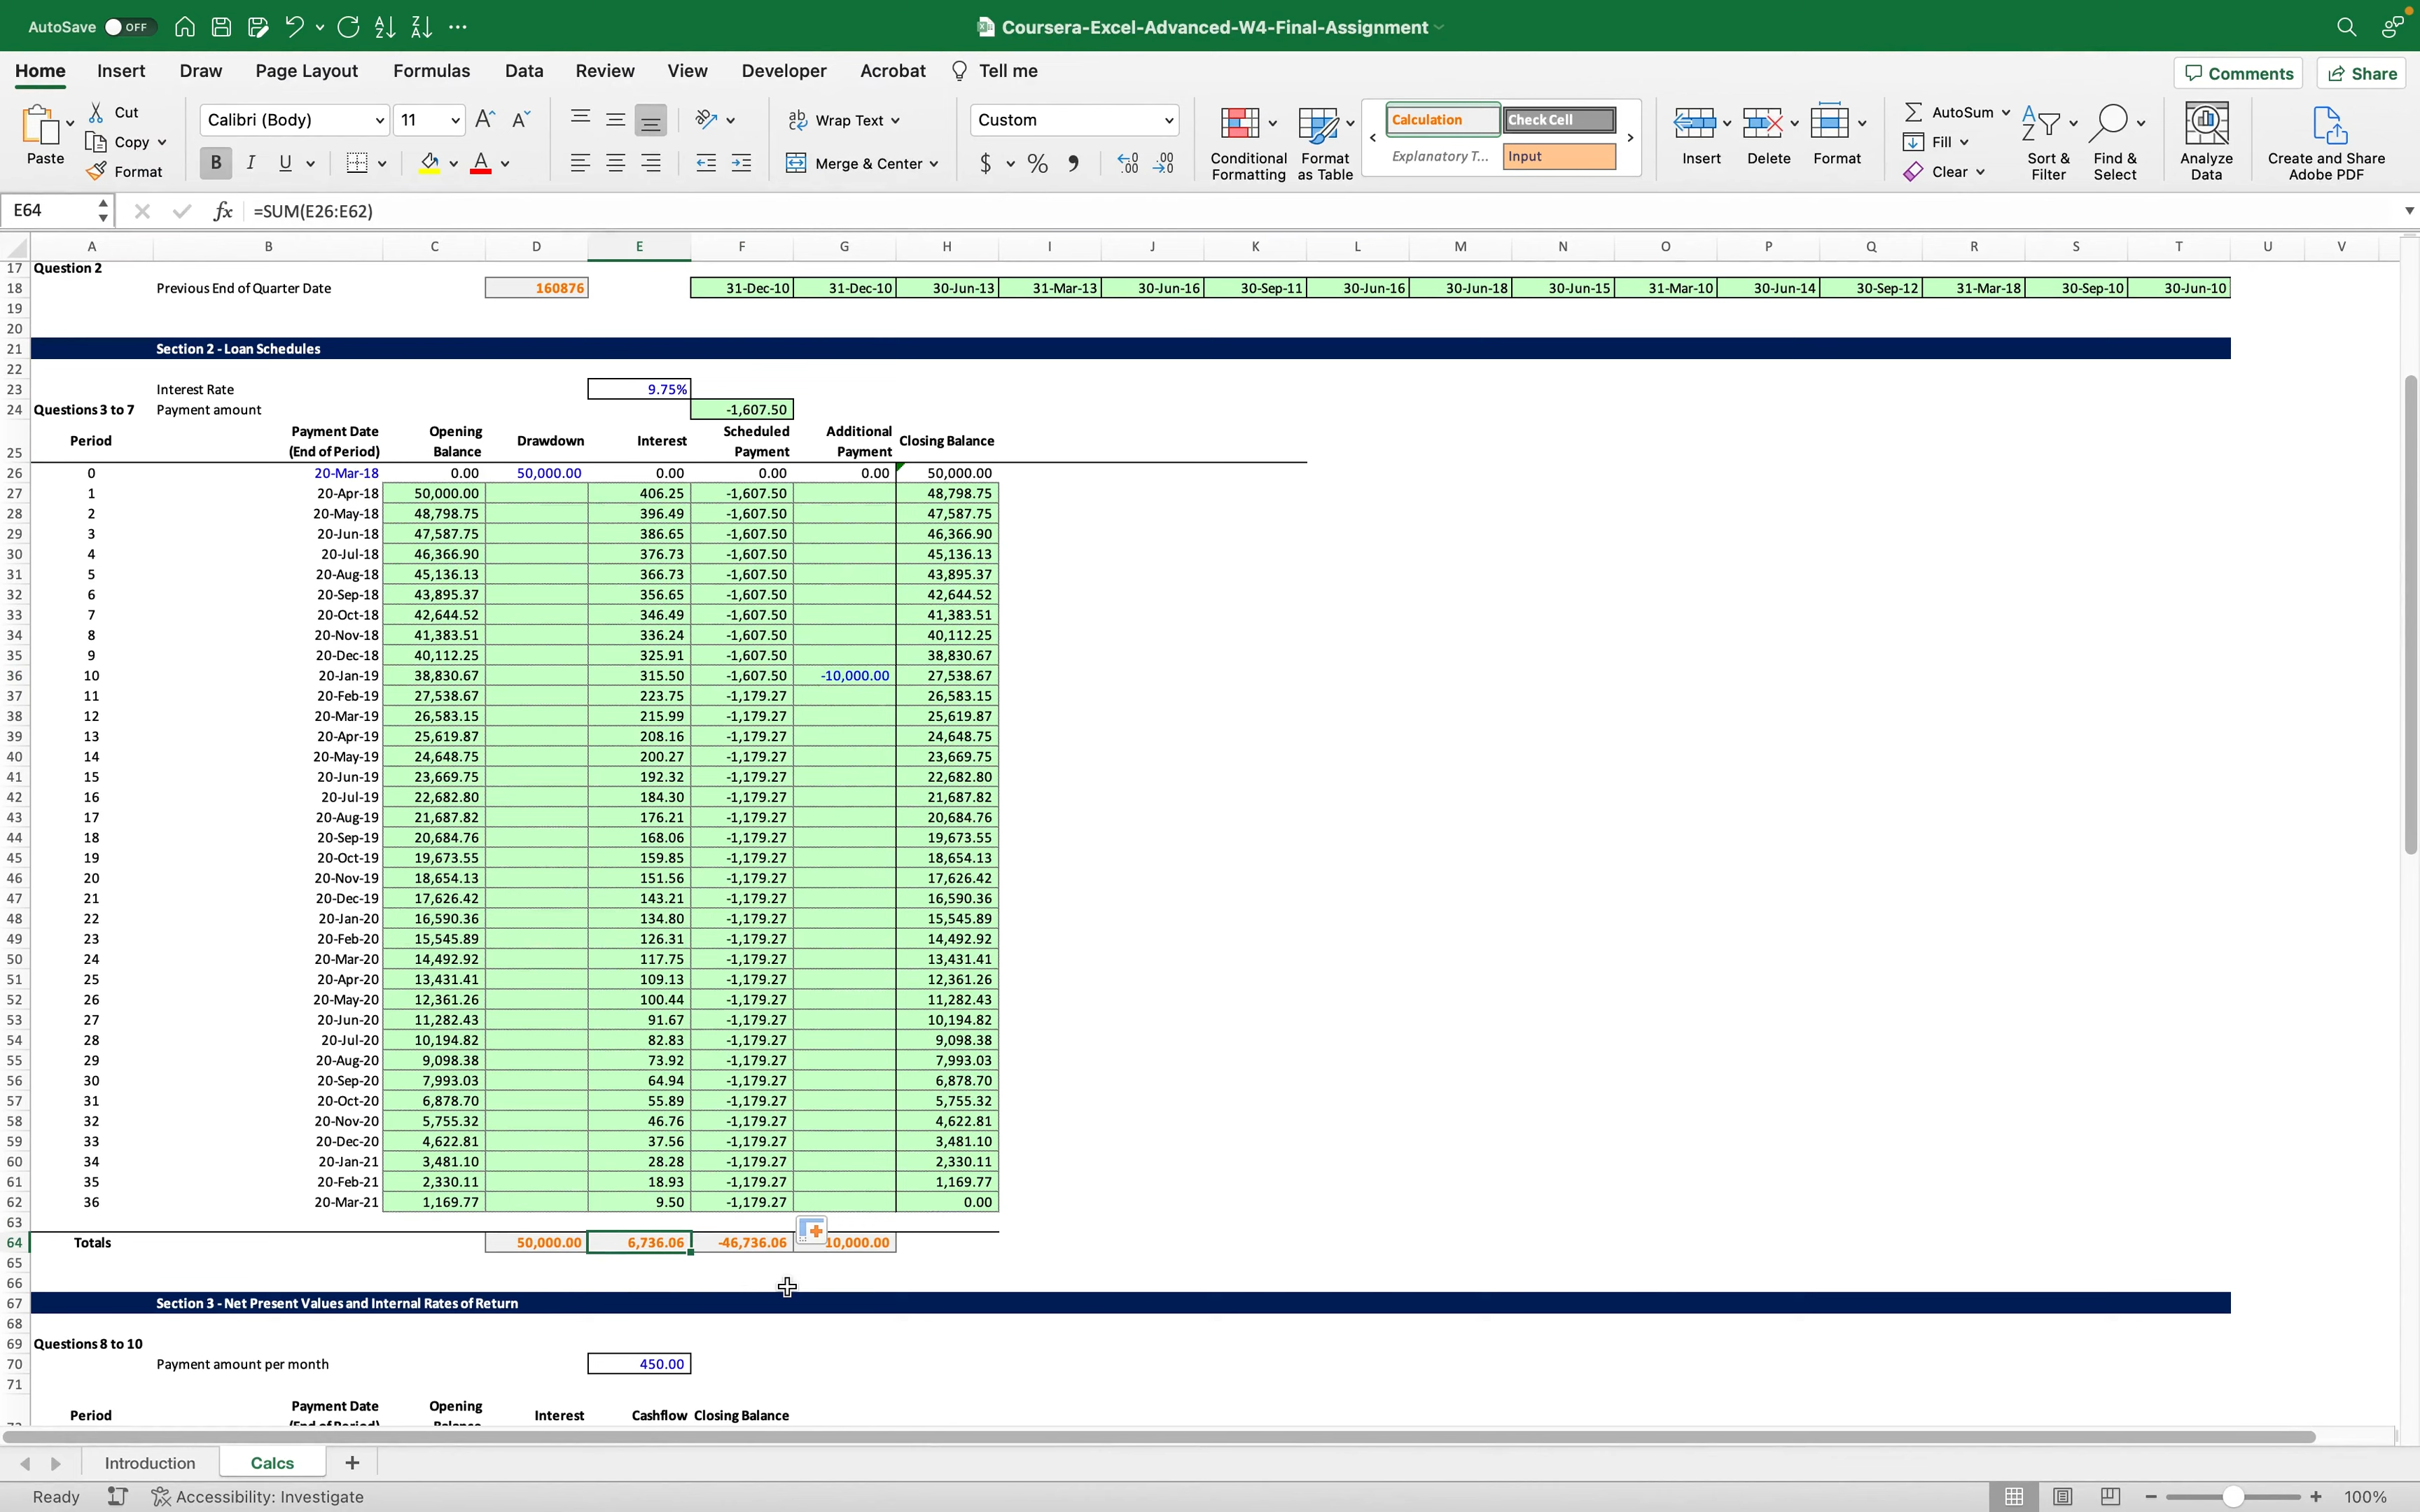 AutoSave OFF Coursera-Excel-Advanced-W4-Final-Assignment
Home Insert Draw Page Layout Formulas Data Review View Developer Acrobat Tell me Comments Share
Paste Cut Copy Format
Calibri (Body) 11 A^ A˅
B I U A
ab Wrap Text
Merge & Center
Custom
$ % , .00 .00
Conditional Formatting
Format as Table
Calculation Check Cell
Explanatory T... Input
Insert Delete Format
AutoSum
Fill
Clear
Sort & Filter
Find & Select
Analyze Data
Create and Share Adobe PDF
E64 fx =SUM(E26:E62)
A B C D E F G H I J K L M N O P Q R S T U V
17 Question 2
18 Previous End of Quarter Date 160876 31-Dec-10 31-Dec-10 30-Jun-13 31-Mar-13 30-Jun-16 30-Sep-11 30-Jun-16 30-Jun-18 30-Jun-15 31-Mar-10 30-Jun-14 30-Sep-12 31-Mar-18 30-Sep-10 30-Jun-10
19
20
21 Section 2 - Loan Schedules
22
23 Interest Rate 9.75%
24 Questions 3 to 7 Payment amount -1,607.50
25 Period Payment Date (End of Period) Opening Balance Drawdown Interest Scheduled Payment Additional Payment Closing Balance
26 0 20-Mar-18 0.00 50,000.00 0.00 0.00 0.00 50,000.00
27 1 20-Apr-18 50,000.00 406.25 -1,607.50 48,798.75
28 2 20-May-18 48,798.75 396.49 -1,607.50 47,587.75
29 3 20-Jun-18 47,587.75 386.65 -1,607.50 46,366.90
30 4 20-Jul-18 46,366.90 376.73 -1,607.50 45,136.13
31 5 20-Aug-18 45,136.13 366.73 -1,607.50 43,895.37
32 6 20-Sep-18 43,895.37 356.65 -1,607.50 42,644.52
33 7 20-Oct-18 42,644.52 346.49 -1,607.50 41,383.51
34 8 20-Nov-18 41,383.51 336.24 -1,607.50 40,112.25
35 9 20-Dec-18 40,112.25 325.91 -1,607.50 38,830.67
36 10 20-Jan-19 38,830.67 315.50 -1,607.50 -10,000.00 27,538.67
37 11 20-Feb-19 27,538.67 223.75 -1,179.27 26,583.15
38 12 20-Mar-19 26,583.15 215.99 -1,179.27 25,619.87
39 13 20-Apr-19 25,619.87 208.16 -1,179.27 24,648.75
40 14 20-May-19 24,648.75 200.27 -1,179.27 23,669.75
41 15 20-Jun-19 23,669.75 192.32 -1,179.27 22,682.80
42 16 20-Jul-19 22,682.80 184.30 -1,179.27 21,687.82
43 17 20-Aug-19 21,687.82 176.21 -1,179.27 20,684.76
44 18 20-Sep-19 20,684.76 168.06 -1,179.27 19,673.55
45 19 20-Oct-19 19,673.55 159.85 -1,179.27 18,654.13
46 20 20-Nov-19 18,654.13 151.56 -1,179.27 17,626.42
47 21 20-Dec-19 17,626.42 143.21 -1,179.27 16,590.36
48 22 20-Jan-20 16,590.36 134.80 -1,179.27 15,545.89
49 23 20-Feb-20 15,545.89 126.31 -1,179.27 14,492.92
50 24 20-Mar-20 14,492.92 117.75 -1,179.27 13,431.41
51 25 20-Apr-20 13,431.41 109.13 -1,179.27 12,361.26
52 26 20-May-20 12,361.26 100.44 -1,179.27 11,282.43
53 27 20-Jun-20 11,282.43 91.67 -1,179.27 10,194.82
54 28 20-Jul-20 10,194.82 82.83 -1,179.27 9,098.38
55 29 20-Aug-20 9,098.38 73.92 -1,179.27 7,993.03
56 30 20-Sep-20 7,993.03 64.94 -1,179.27 6,878.70
57 31 20-Oct-20 6,878.70 55.89 -1,179.27 5,755.32
58 32 20-Nov-20 5,755.32 46.76 -1,179.27 4,622.81
59 33 20-Dec-20 4,622.81 37.56 -1,179.27 3,481.10
60 34 20-Jan-21 3,481.10 28.28 -1,179.27 2,330.11
61 35 20-Feb-21 2,330.11 18.93 -1,179.27 1,169.77
62 36 20-Mar-21 1,169.77 9.50 -1,179.27 0.00
63
64 Totals 50,000.00 6,736.06 -46,736.06 10,000.00
65
66
67 Section 3 - Net Present Values and Internal Rates of Return
68
69 Questions 8 to 10
70 Payment amount per month 450.00
71
Period Payment Date Opening Interest Cashflow Closing Balance
Introduction Calcs +
Ready Accessibility: Investigate 100%